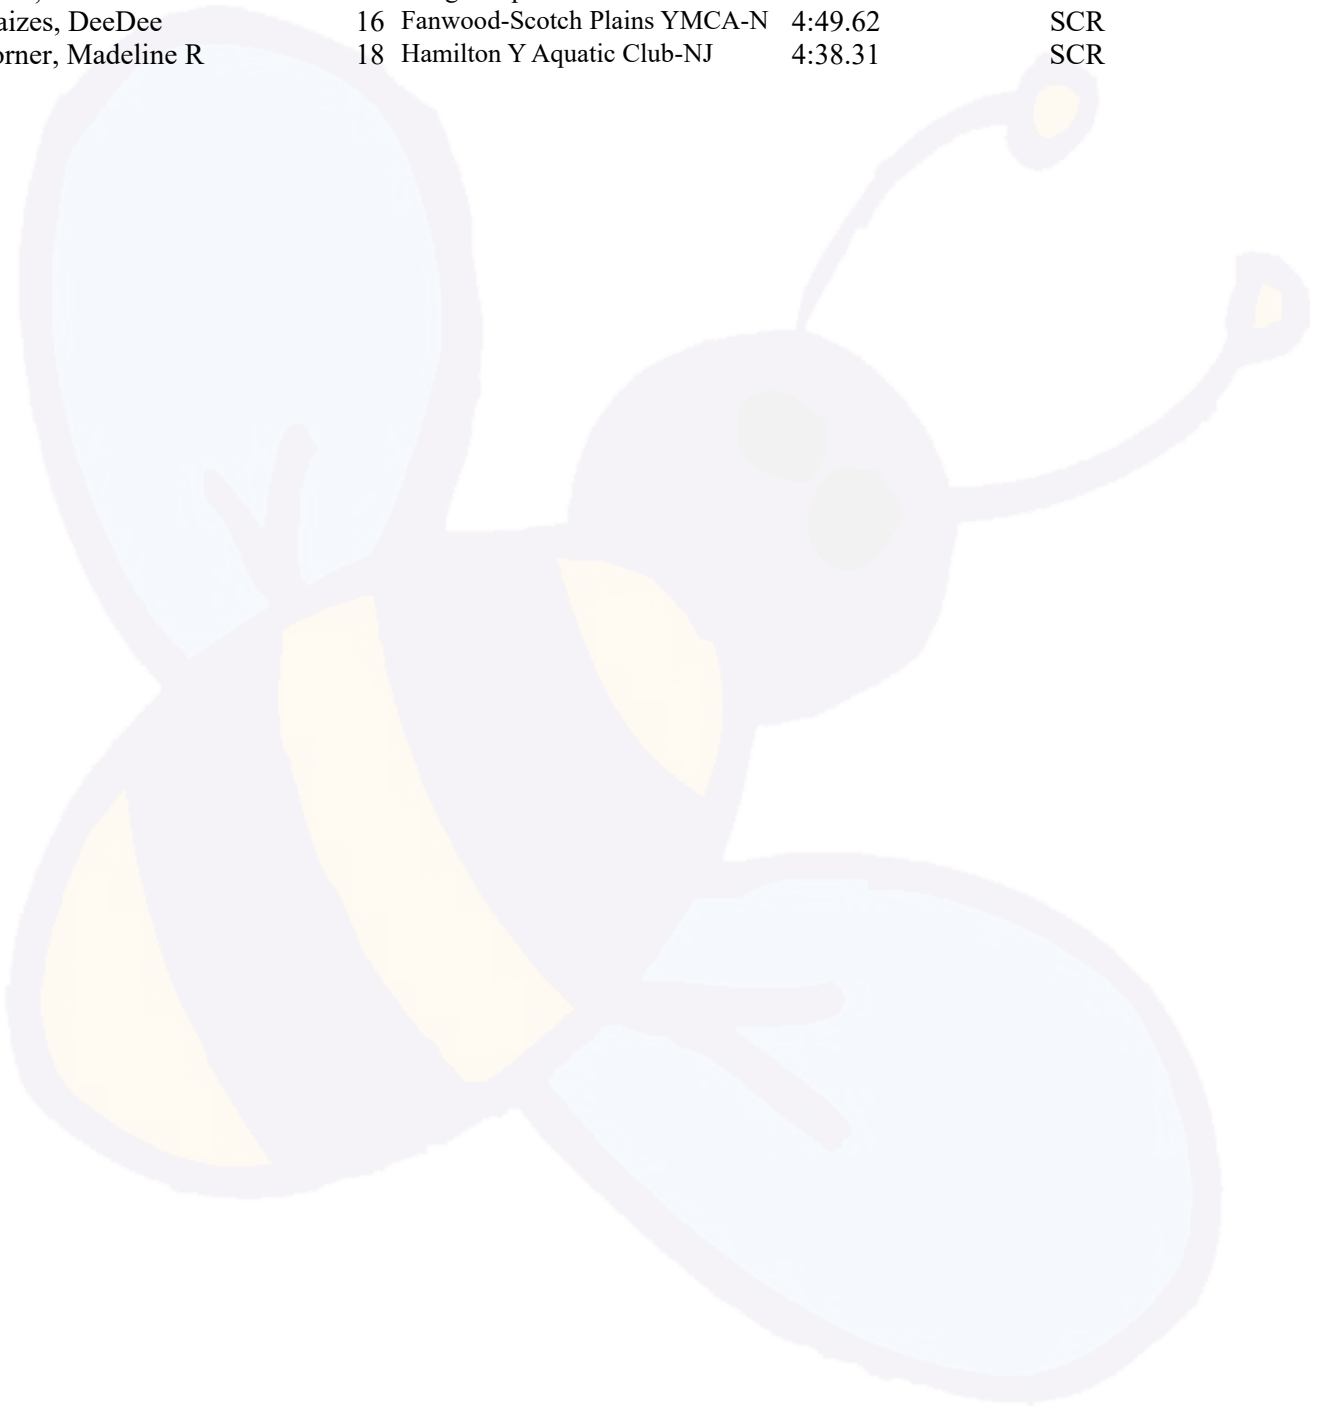 aizes, DeeDee 16 Fanwood-Scotch Plains YMCA-N 4:49.62 SCR
orner, Madeline R 18 Hamilton Y Aquatic Club-NJ 4:38.31 SCR